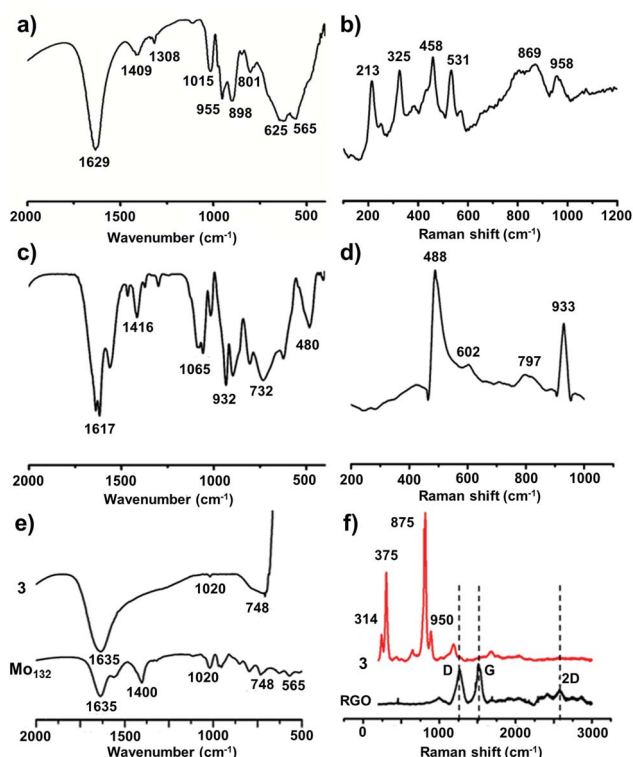 a)
1308
1409
1015
801
955
898
625
565
1629
2000 1500 1000 500
Wavenumber (cm-1)
b)
213
325
458
531
869
958
200 400 600 800 1000 1200
Raman shift (cm-1)
c)
1416
1065
932
732
480
1617
2000 1500 1000 500
Wavenumber (cm-1)
d)
488
602
797
933
200 400 600 800 1000
Raman shift (cm-1)
e)
3
1020
748
1635
Mo132
1635
1400
1020
748
565
2000 1500 1000 500
Wavenumber (cm-1)
f)
875
375
314
950
3
D
G
2D
RGO
0 1000 2000 3000
Raman shift (cm-1)